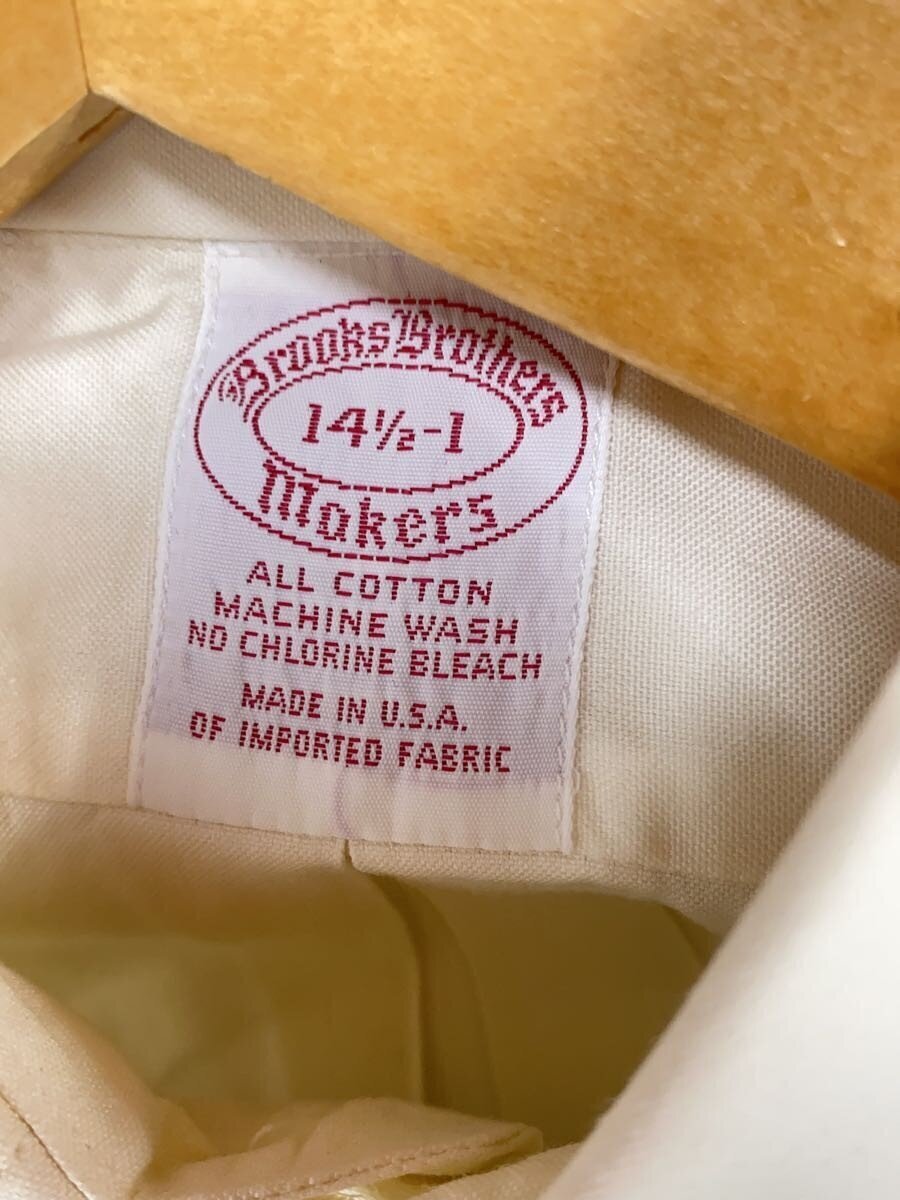 Brooks Brothers
14½-1
Makers
ALL COTTON
MACHINE WASH
NO CHLORINE BLEACH
MADE IN U.S.A.
OF IMPORTED FABRIC